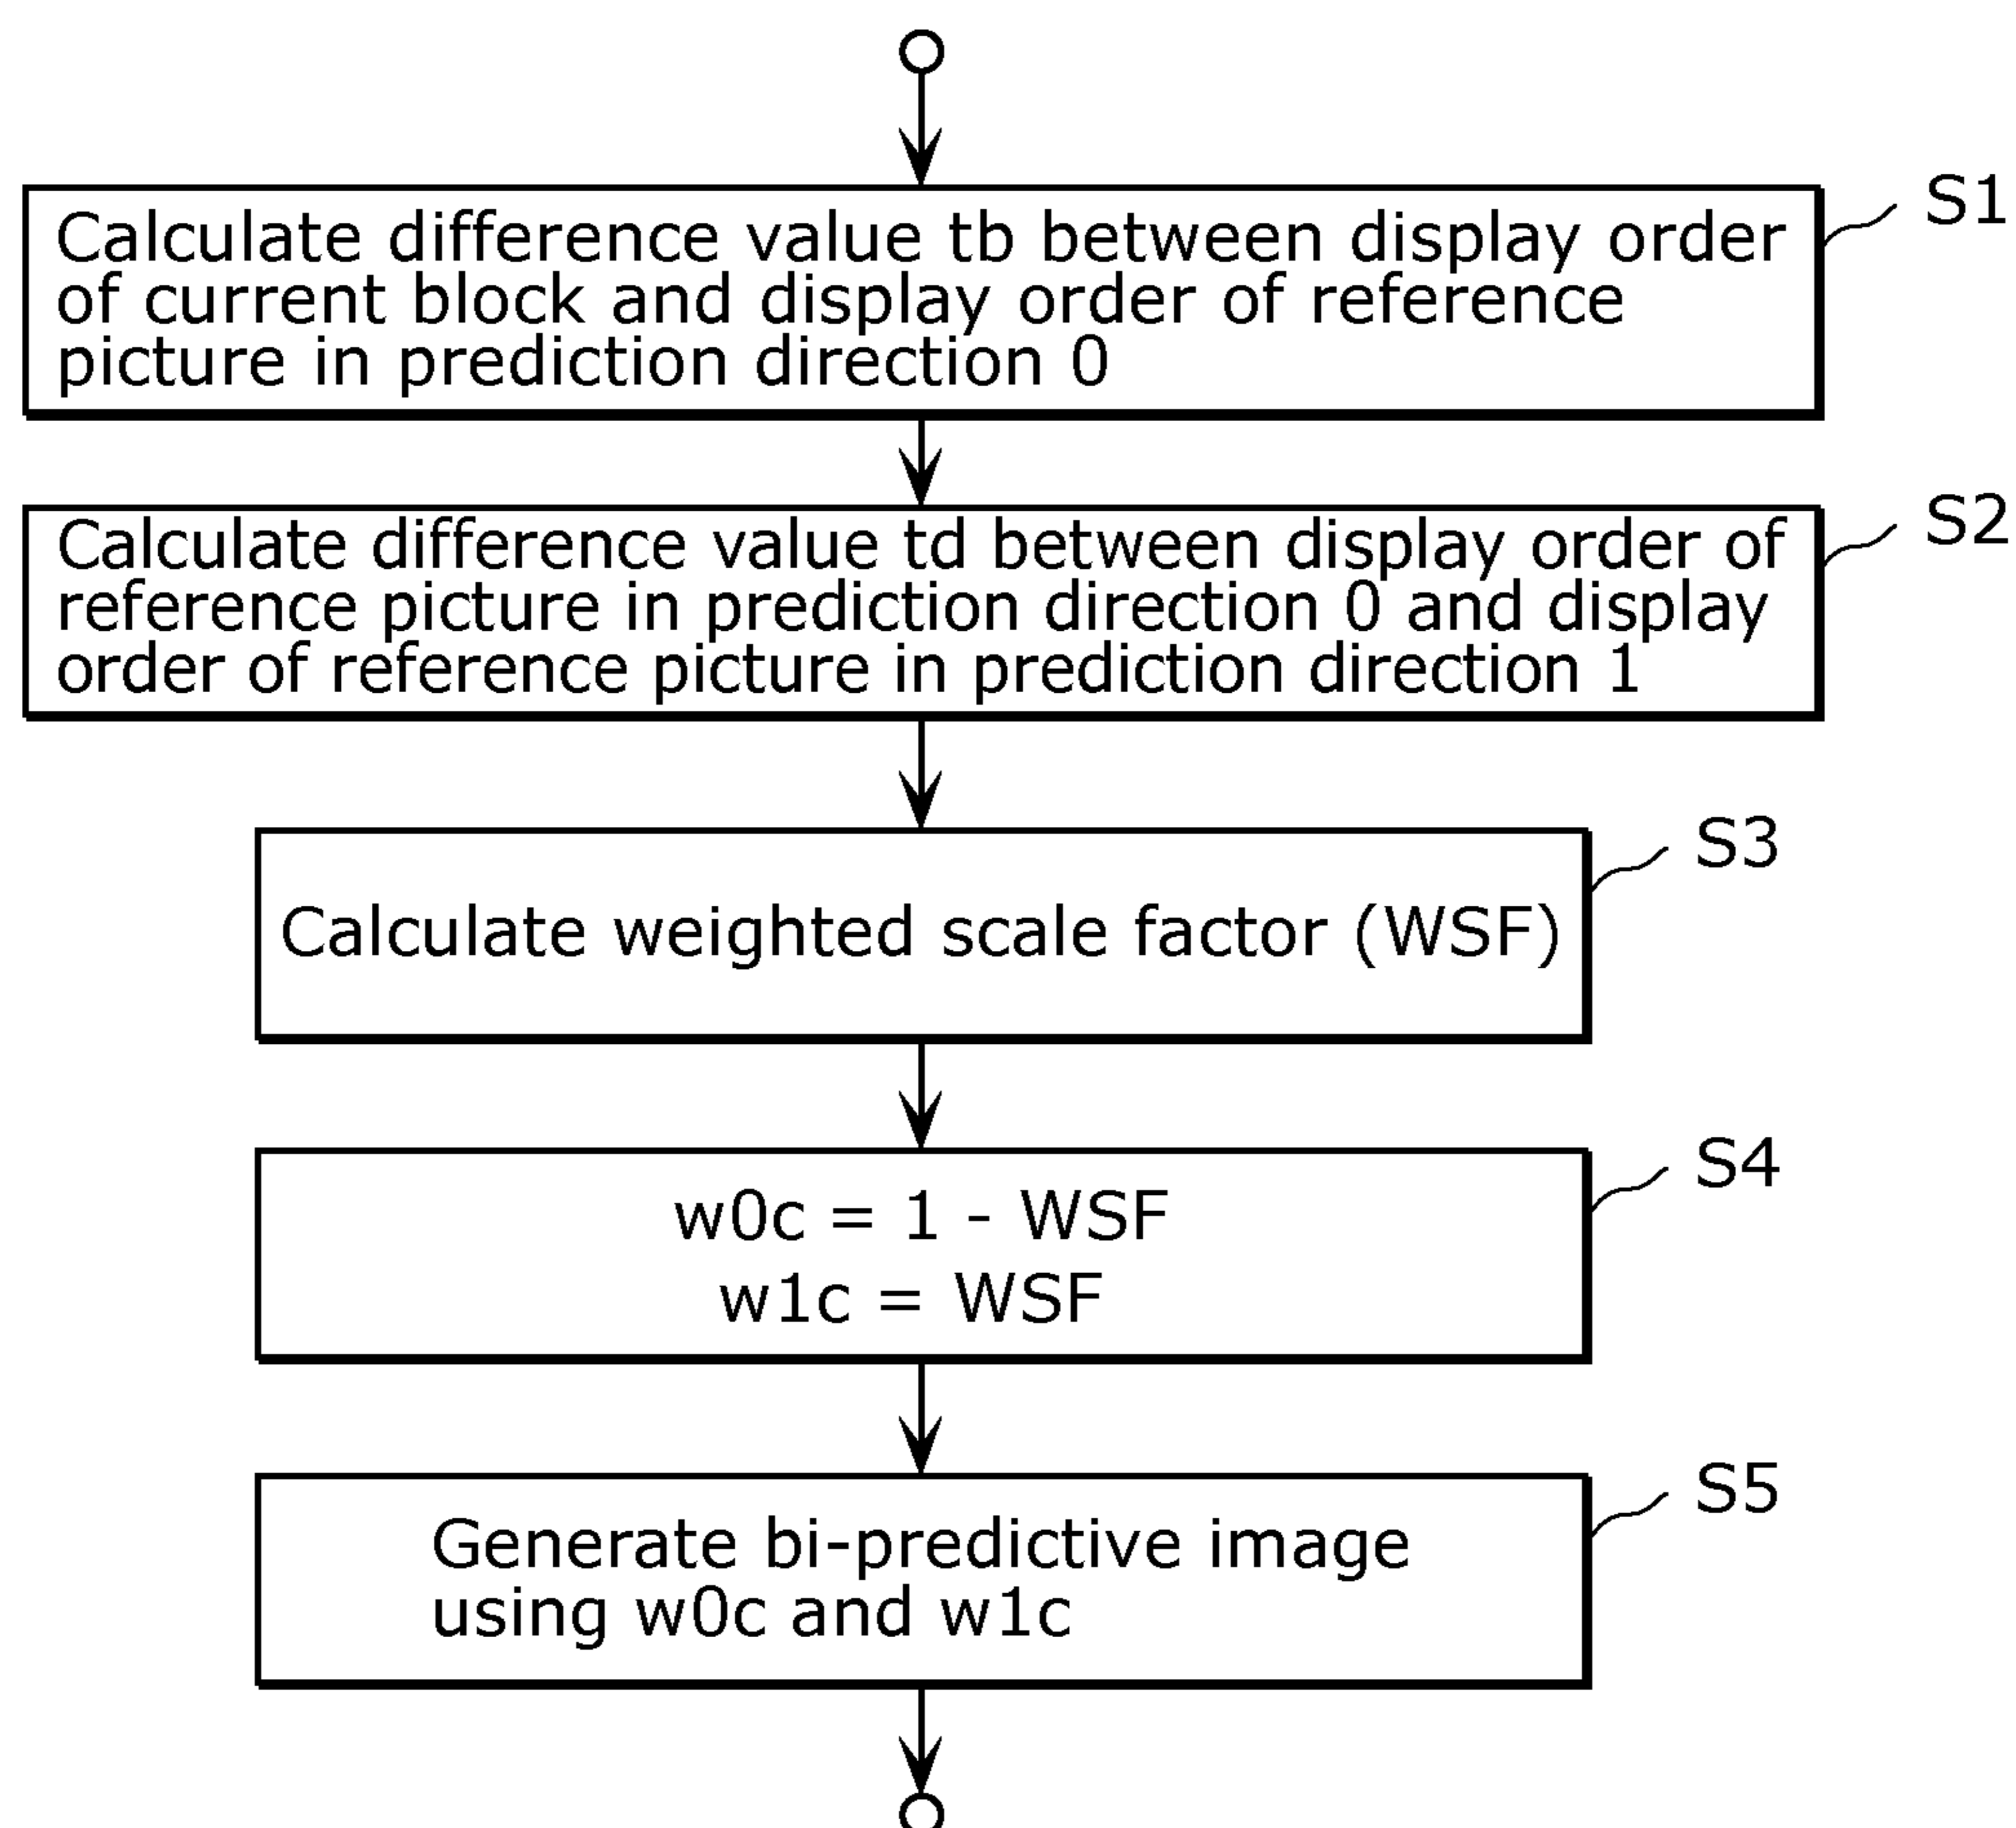 S1
Calculate difference value tb between display order
of current block and display order of reference
picture in prediction direction 0
S2
Calculate difference value td between display order of
reference picture in prediction direction 0 and display
order of reference picture in prediction direction 1
S3
Calculate weighted scale factor (WSF)
S4
w0c = 1 - WSF
w1c = WSF
S5
Generate bi-predictive image
using w0c and w1c